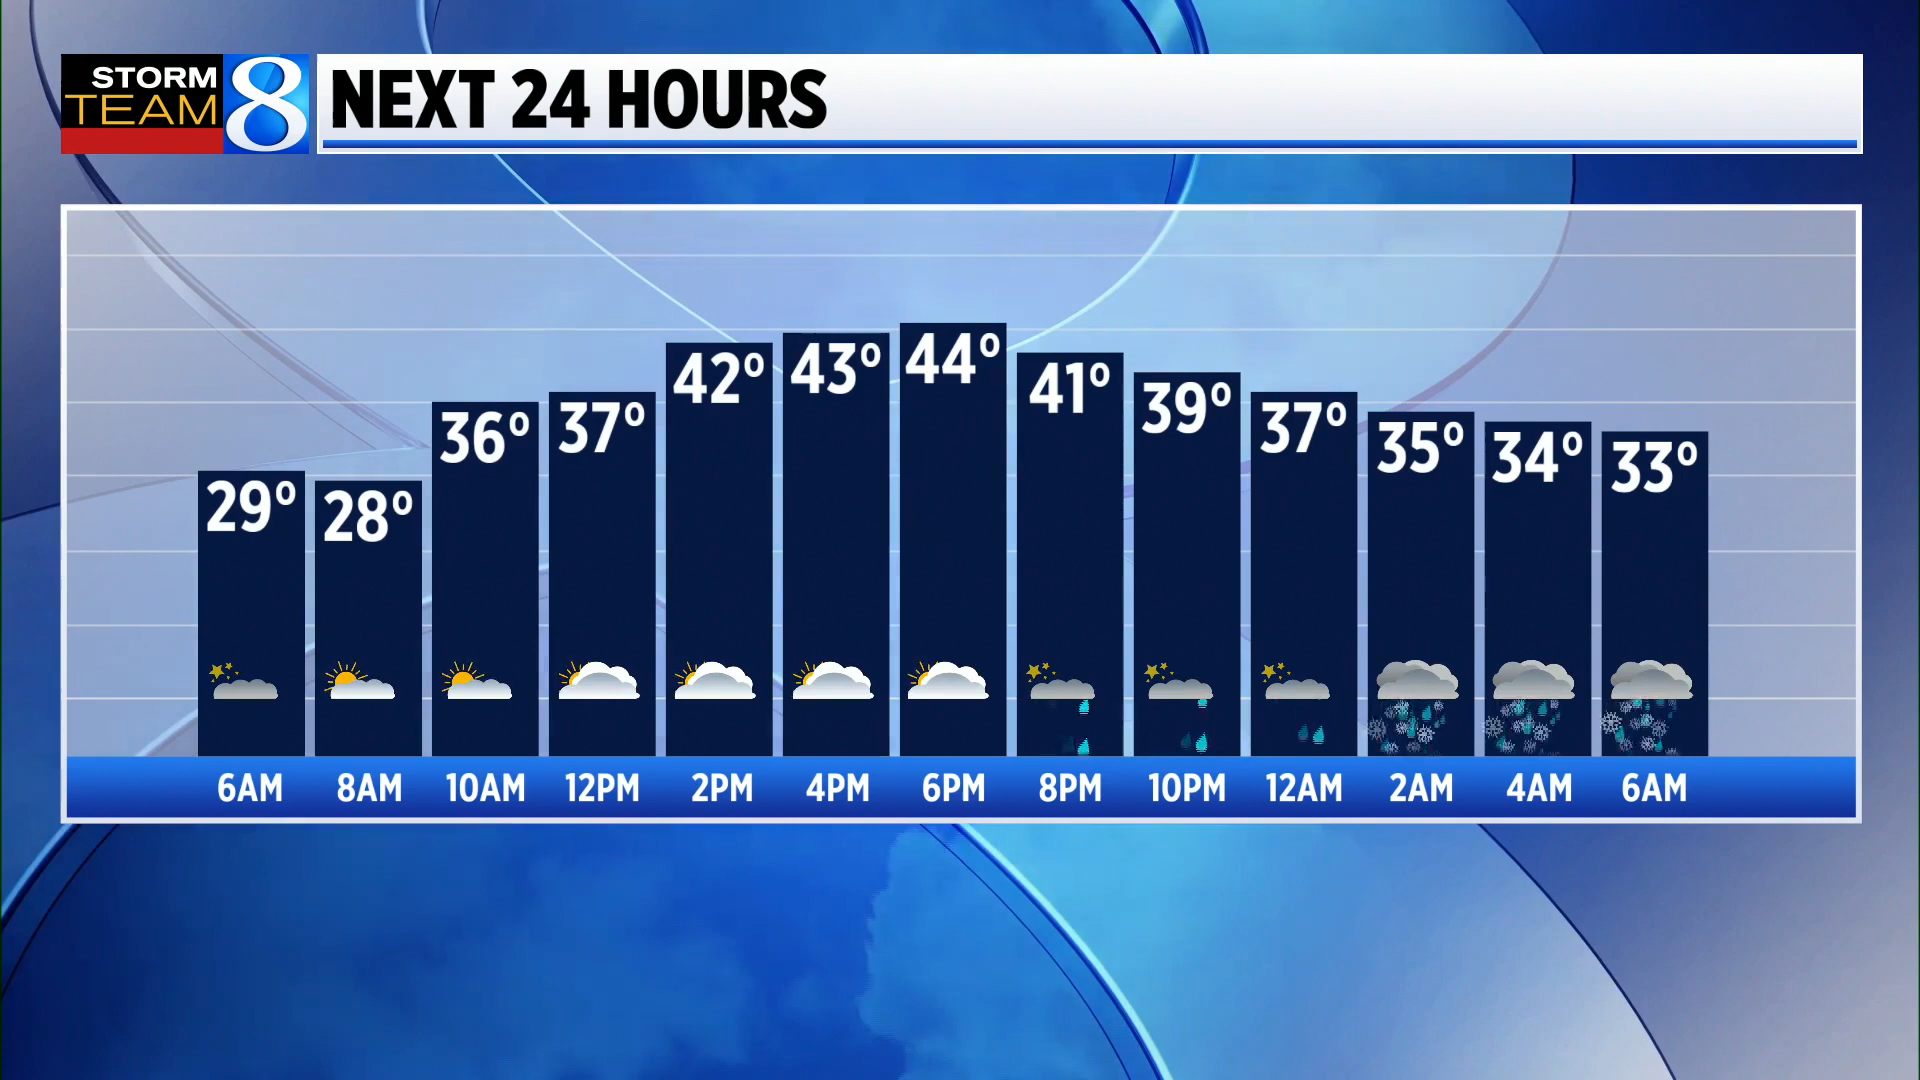 STORM
TEAM
8
NEXT 24 HOURS
29° 28° 36° 37° 42° 43° 44° 41° 39° 37° 35° 34° 33°
6AM 8AM 10AM 12PM 2PM 4PM 6PM 8PM 10PM 12AM 2AM 4AM 6AM